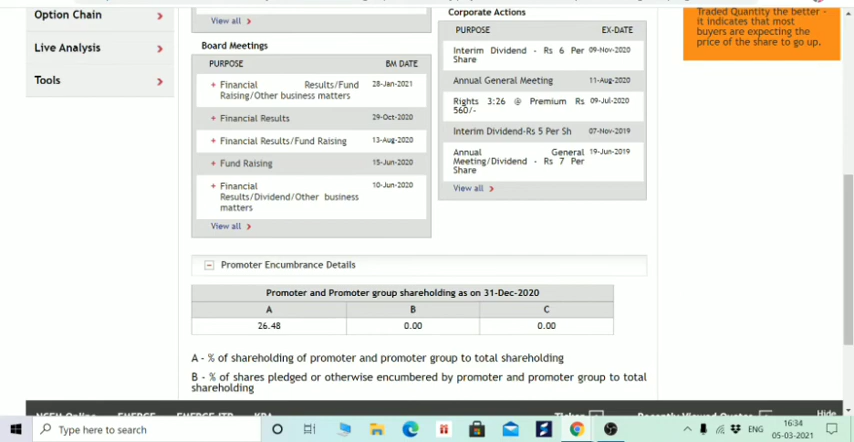 Option Chain
Live Analysis
Tools
View all
Board Meetings
PURPOSE BM DATE
+ Financial Results/Fund 28-Jan-2021
Raising/Other business matters
+ Financial Results 29-Oct-2020
+ Financial Results/Fund Raising 13-Aug-2020
+ Fund Raising 15-Jun-2020
+ Financial 10-Jun-2020
Results/Dividend/Other business
matters
View all
Corporate Actions
PURPOSE EX-DATE
Interim Dividend - Rs 6 Per 09-Nov-2020
Share
Annual General Meeting 11-Aug-2020
Rights 3:26 @ Premium Rs 09-Jul-2020
560/-
Interim Dividend-Rs 5 Per Sh 07-Nov-2019
Annual General 19-Jun-2019
Meeting/Dividend - Rs 7 Per
Share
View all
Traded Quantity the better -
it indicates that most
buyers are expecting the
price of the share to go up.
Promoter Encumbrance Details
Promoter and Promoter group shareholding as on 31-Dec-2020
A B C
26.48 0.00 0.00
A - % of shareholding of promoter and promoter group to total shareholding
B - % of shares pledged or otherwise encumbered by promoter and promoter group to total
shareholding
Hide
Type here to search
ENG
16:34
05-03-2021